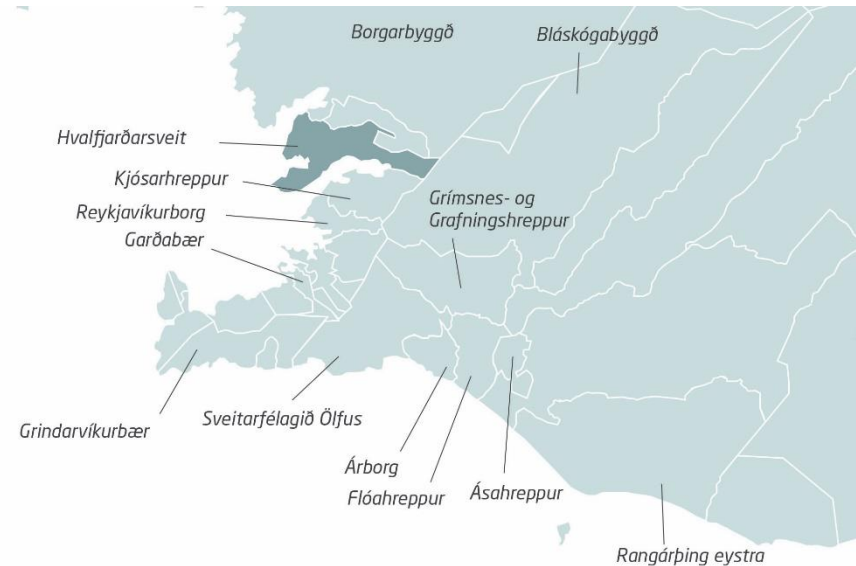 Borgarbyggð
Bláskógabyggð
Hvalfjarðarsveit
Kjósarhreppur
Grímsnes- og
Grafningshreppur
Reykjavíkurborg
Garðabær
Grindarvíkurbær
Sveitarfélagið Ölfus
Árborg
Flóahreppur
Ásahreppur
Rangárþing eystra